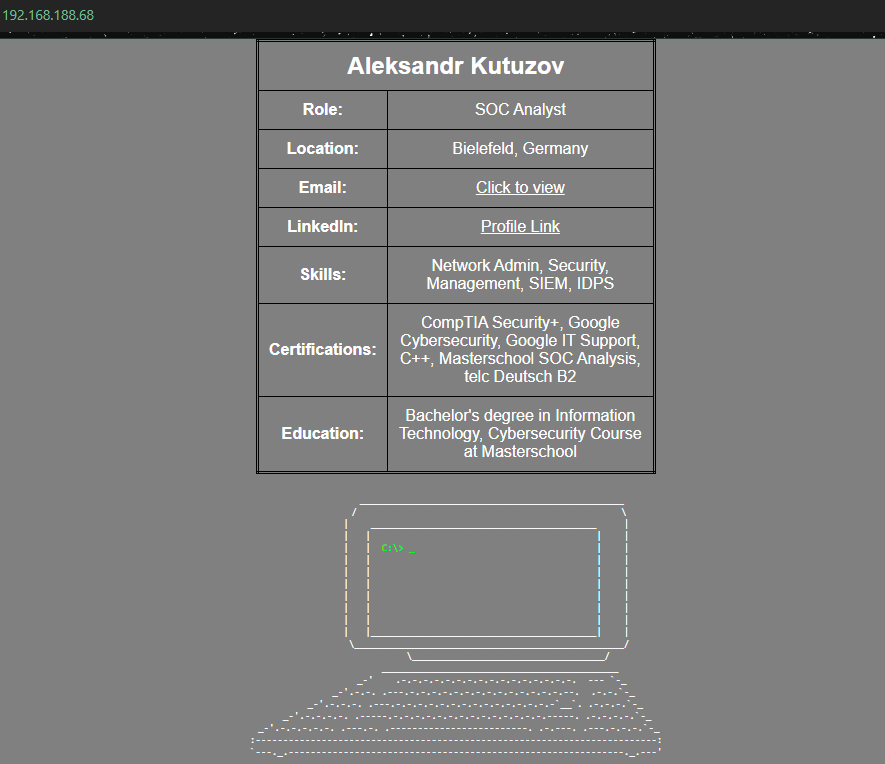 192.168.188.68
Aleksandr Kutuzov
Role: SOC Analyst
Location: Bielefeld, Germany
Email: Click to view
LinkedIn: Profile Link
Skills: Network Admin, Security,
Management, SIEM, IDPS
Certifications: CompTIA Security+, Google
Cybersecurity, Google IT Support,
C++, Masterschool SOC Analysis,
telc Deutsch B2
Education: Bachelor's degree in Information
Technology, Cybersecurity Course
at Masterschool
C:\> _